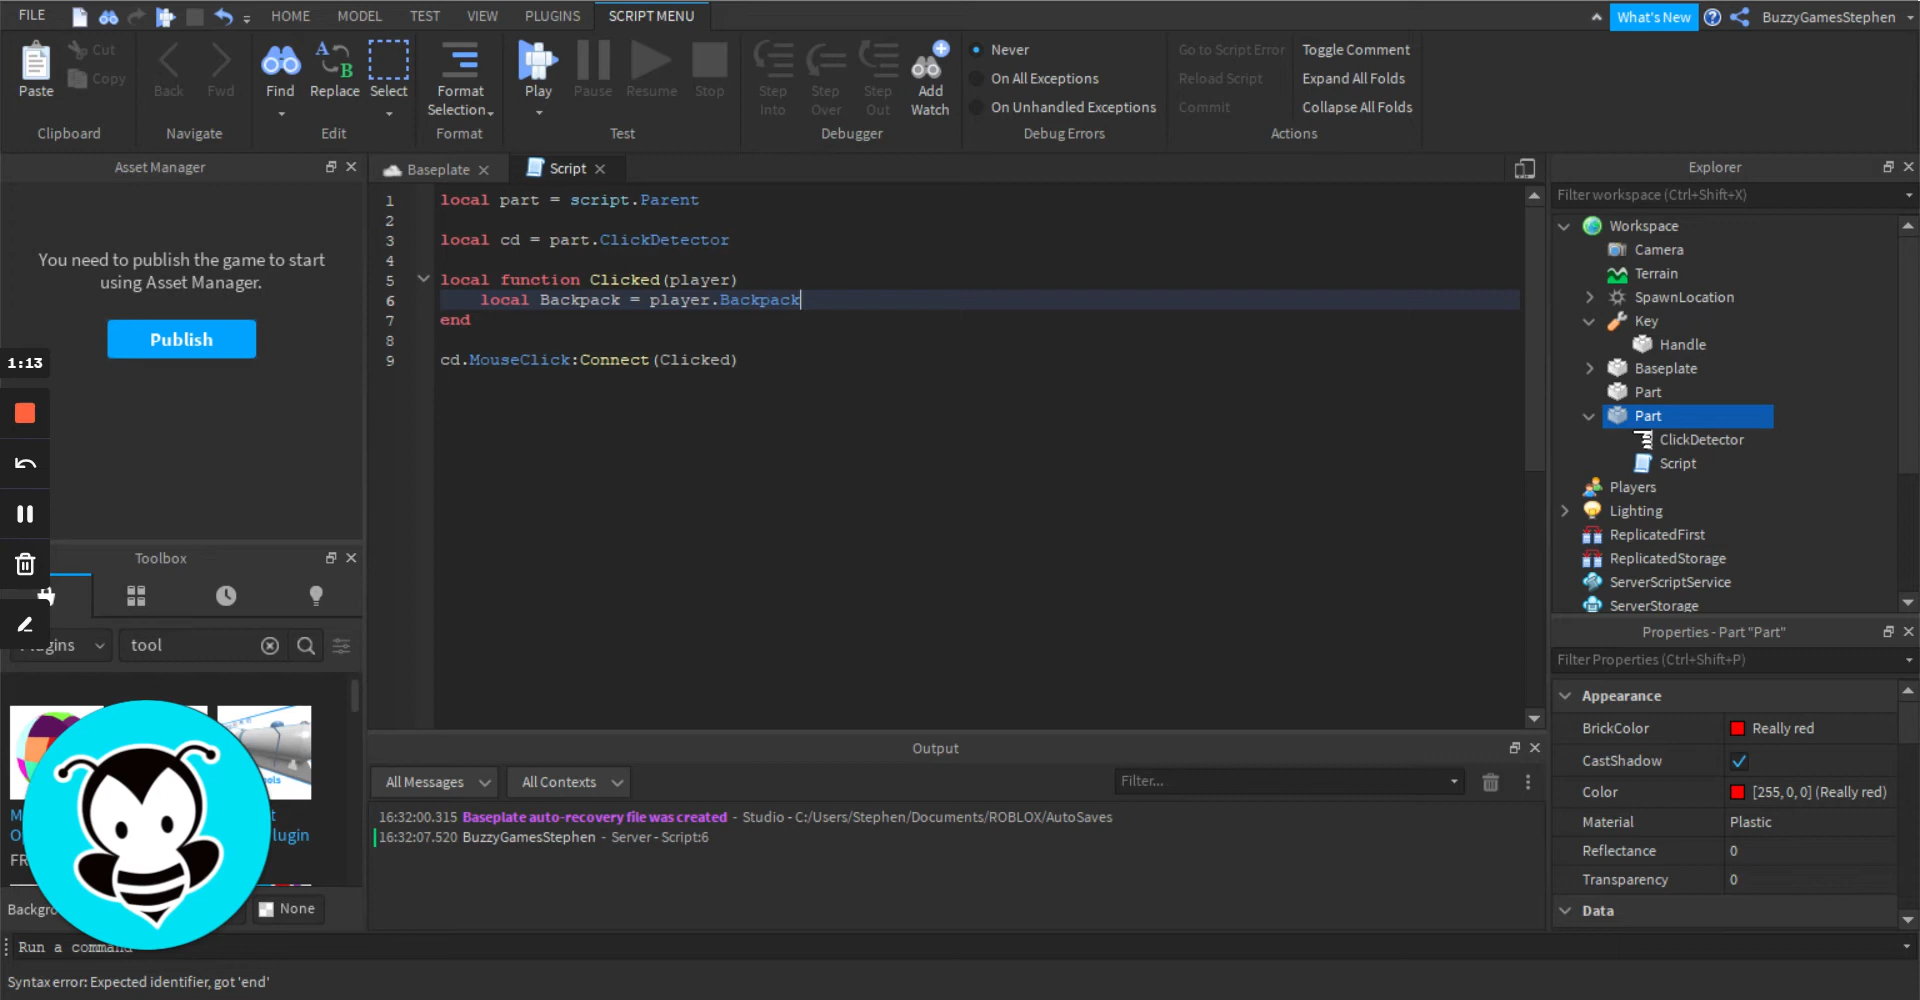 FILE
HOME
MODEL
TEST
VIEW
PLUGINS
SCRIPT MENU
What's New
BuzzyGamesStephen
Paste
Cut
Copy
Clipboard
Back
Fwd
Navigate
Find
Replace
Select
Edit
Format
Selection
Format
Play
Pause
Resume
Stop
Test
Step
Into
Step
Over
Step
Out
Add
Watch
Debugger
Never
On All Exceptions
On Unhandled Exceptions
Debug Errors
Go to Script Error
Reload Script
Commit
Toggle Comment
Expand All Folds
Collapse All Folds
Actions
Asset Manager
You need to publish the game to start
using Asset Manager.
Publish
1:13
Toolbox
tool
None
Run a command
Syntax error: Expected identifier, got 'end'
Baseplate
Script
1 local part = script.Parent
2
3 local cd = part.ClickDetector
4
5 local function Clicked(player)
6 local Backpack = player.Backpack
7 end
8
9 cd.MouseClick:Connect(Clicked)
Output
All Messages
All Contexts
Filter...
16:32:00.315 Baseplate auto-recovery file was created - Studio - C:/Users/Stephen/Documents/ROBLOX/AutoSaves
16:32:07.520 BuzzyGamesStephen - Server - Script:6
Explorer
Filter workspace (Ctrl+Shift+X)
Workspace
Camera
Terrain
SpawnLocation
Key
Handle
Baseplate
Part
Part
ClickDetector
Script
Players
Lighting
ReplicatedFirst
ReplicatedStorage
ServerScriptService
ServerStorage
Properties - Part "Part"
Filter Properties (Ctrl+Shift+P)
Appearance
BrickColor Really red
CastShadow
Color [255, 0, 0] (Really red)
Material Plastic
Reflectance 0
Transparency 0
Data